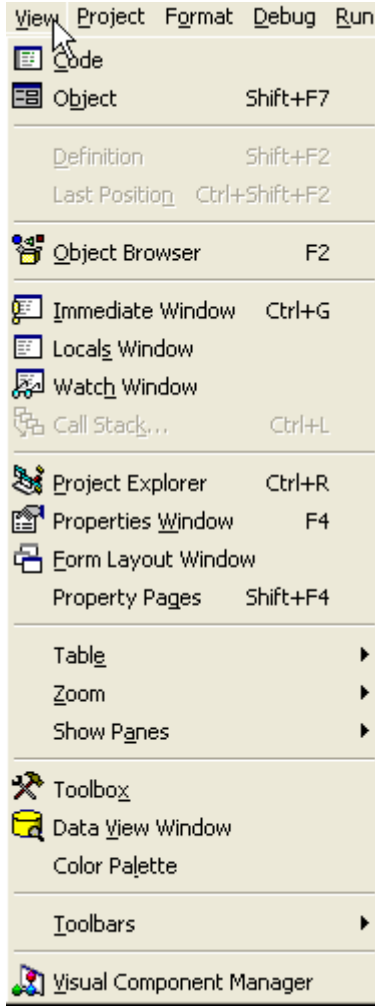 View Project Format Debug Run
Code
Object Shift+F7
Definition Shift+F2
Last Position Ctrl+Shift+F2
Object Browser F2
Immediate Window Ctrl+G
Locals Window
Watch Window
Call Stack... Ctrl+L
Project Explorer Ctrl+R
Properties Window F4
Form Layout Window
Property Pages Shift+F4
Table
Zoom
Show Panes
Toolbox
Data View Window
Color Palette
Toolbars
Visual Component Manager